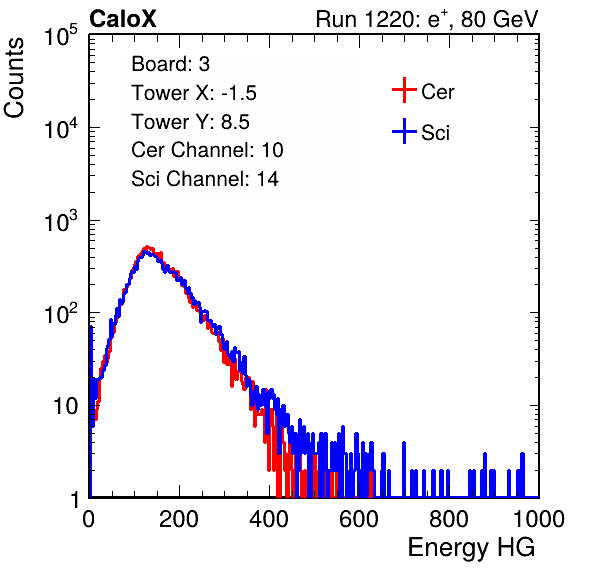 CaloX Run 1220: e⁺, 80 GeV
Counts
Board: 3
Tower X: -1.5
Tower Y: 8.5
Cer Channel: 10
Sci Channel: 14
Cer
Sci
10⁵
10⁴
10³
10²
10
1
0 200 400 600 800 1000
Energy HG